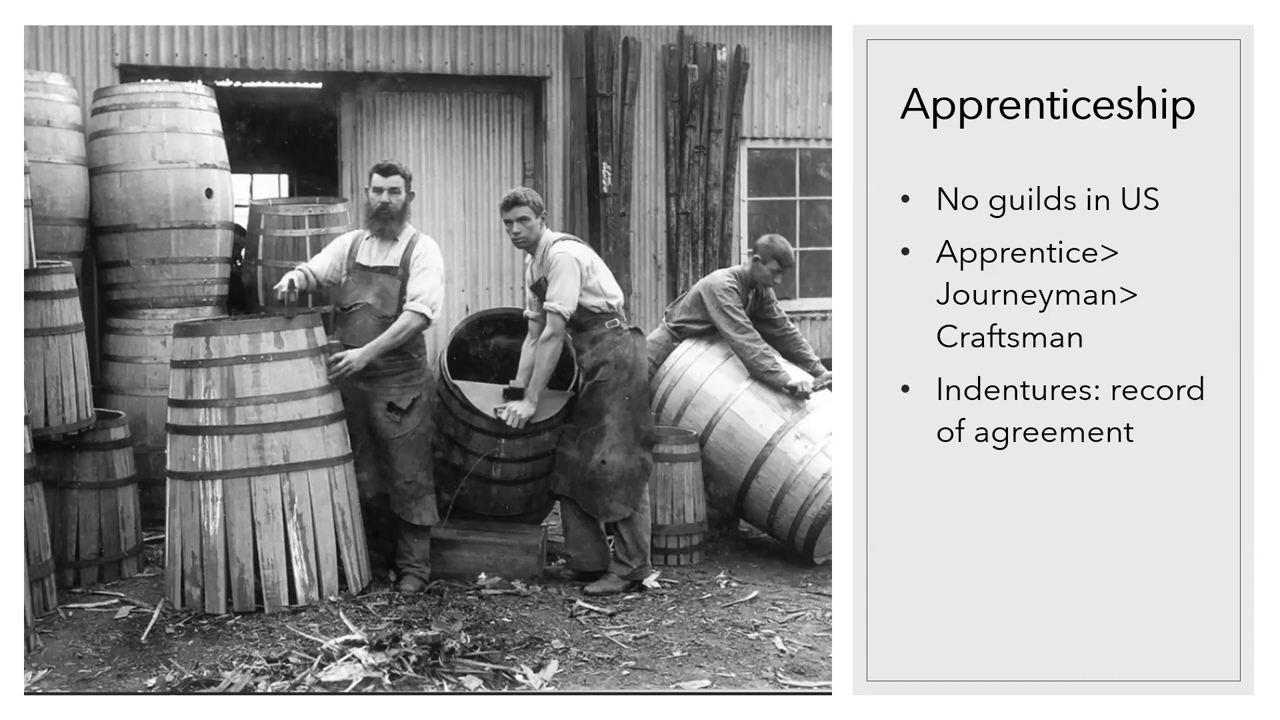 Apprenticeship
• No guilds in US
• Apprentice>
Journeyman>
Craftsman
• Indentures: record
of agreement